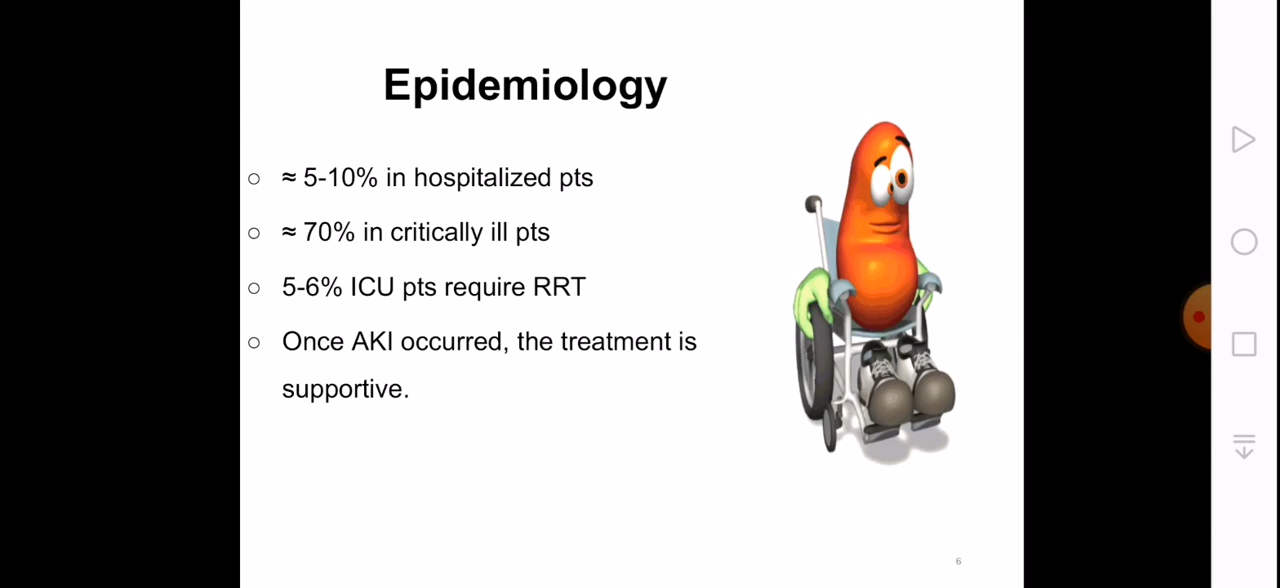 Epidemiology
○ ≈ 5-10% in hospitalized pts
○ ≈ 70% in critically ill pts
○ 5-6% ICU pts require RRT
○ Once AKI occurred, the treatment is
supportive.
6